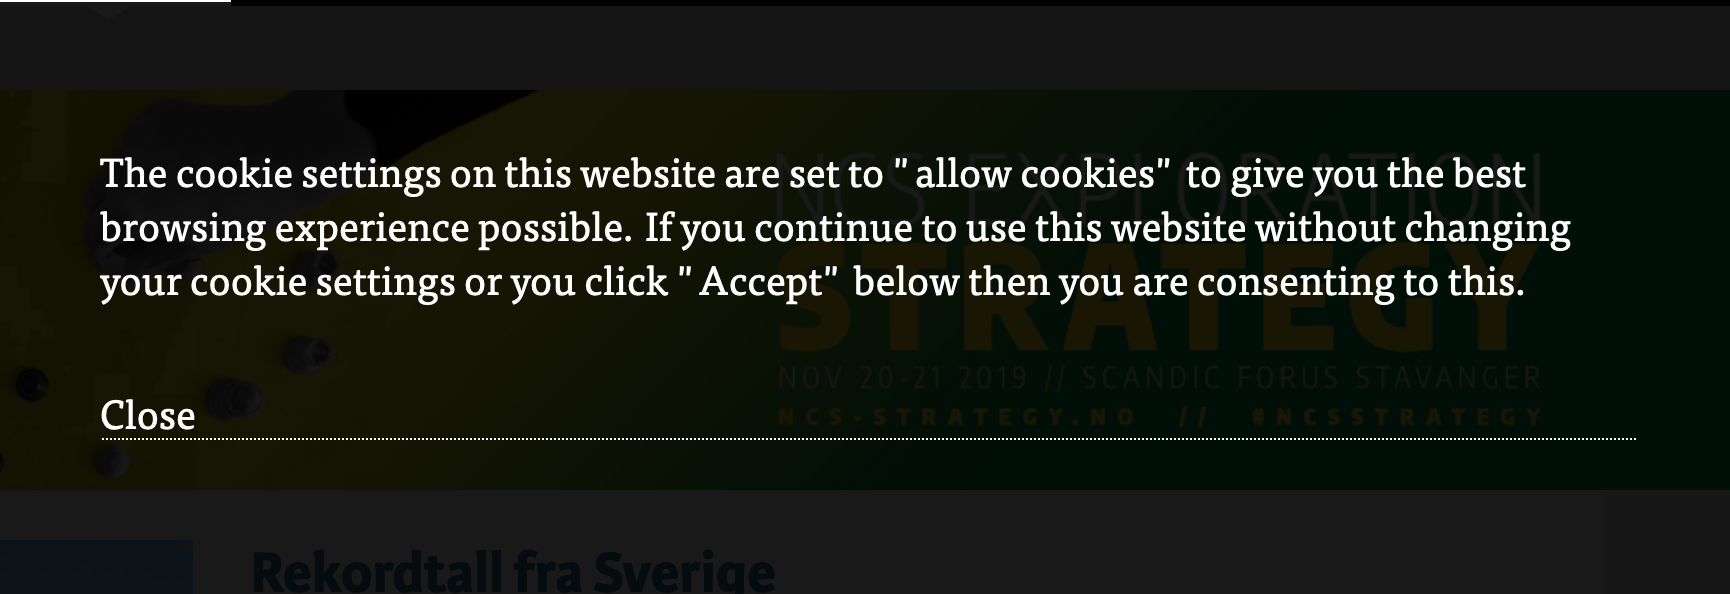 The cookie settings on this website are set to "allow cookies" to give you the best
browsing experience possible. If you continue to use this website without changing
your cookie settings or you click "Accept" below then you are consenting to this.
Close
NCS EXPLORATION
STRATEGY
NOV 20-21 2019 // SCANDIC FORUS STAVANGER
NCS-STRATEGY.NO // #NCSSTRATEGY
Rekordtall fra Sverige